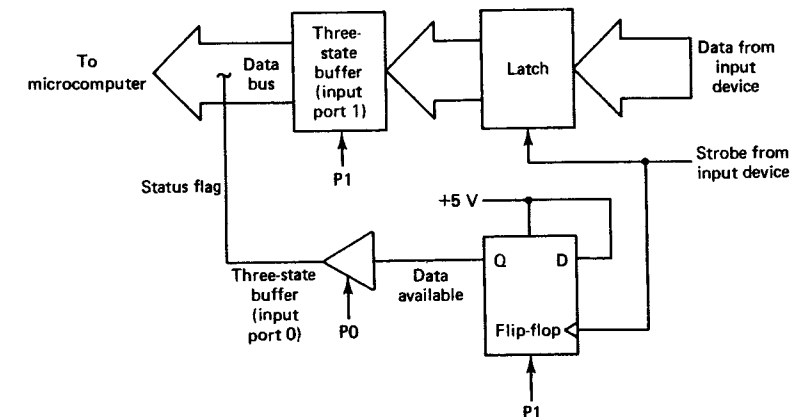 To
microcomputer
Data
bus
Three-
state
buffer
(input
port 1)
Latch
Data from
input
device
P1
Strobe from
input device
Status flag
+5 V
Q
D
Three-state
buffer
(input
port 0)
Data
available
P0
Flip-flop
P1